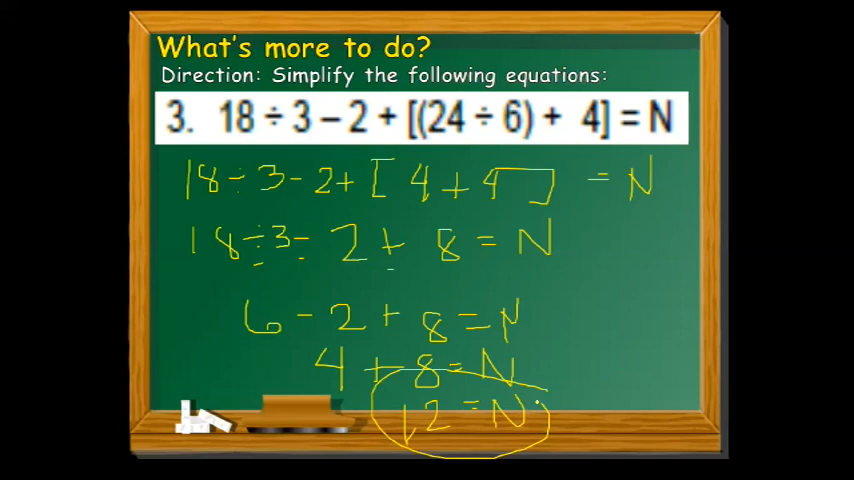 What's more to do?
Direction: Simplify the following equations:
3. 18 ÷ 3 – 2 + [(24 ÷ 6) + 4] = N
18 ÷ 3 - 2 + [ 4 + 4 ] = N
18 ÷ 3 - 2 + 8 = N
6 - 2 + 8 = N
4 + 8 = N
12 = N